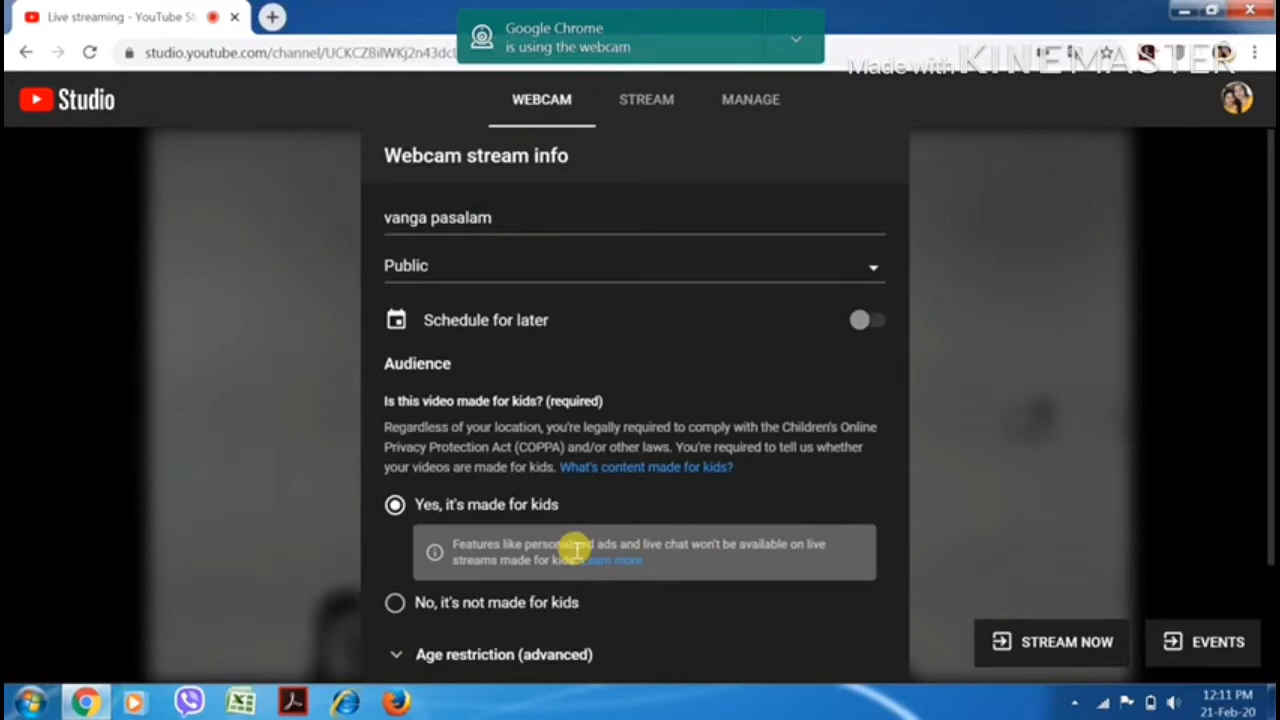 Live streaming - YouTube St
Google Chrome
is using the webcam
studio.youtube.com/channel/UCKCZBilWKj2n43dcl
Made with KINEMASTER
Studio
WEBCAM
STREAM
MANAGE
Webcam stream info
vanga pasalam
Public
Schedule for later
Audience
Is this video made for kids? (required)
Regardless of your location, you're legally required to comply with the Children's Online
Privacy Protection Act (COPPA) and/or other laws. You're required to tell us whether
your videos are made for kids. What's content made for kids?
Yes, it's made for kids
Features like personalized ads and live chat won't be available on live
streams made for kids. Learn more
No, it's not made for kids
Age restriction (advanced)
STREAM NOW
EVENTS
12:11 PM
21-Feb-20